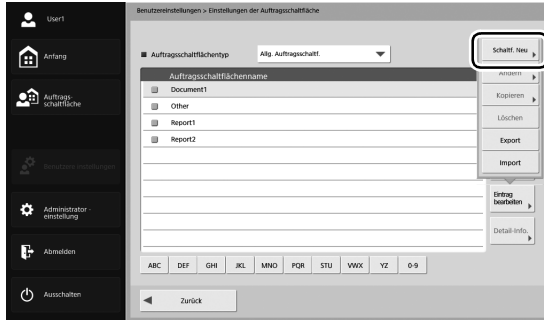 User1
Benutzereinstellungen > Einstellungen der Auftragsschaltfläche
Anfang
Auftrags-
schaltfläche
Benutzereinstellungen
Administrator -
einstellung
Abmelden
Ausschalten
Auftragsschaltflächentyp
Allg. Auftragsschaltf.
Auftragsschaltflächenname
Document1
Other
Report1
Report2
Schaltf. Neu
Ändern
Kopieren
Löschen
Export
Import
Eintrag
bearbeiten
Detail-Info.
ABC DEF GHI JKL MNO PQR STU VWX YZ 0-9
Zurück